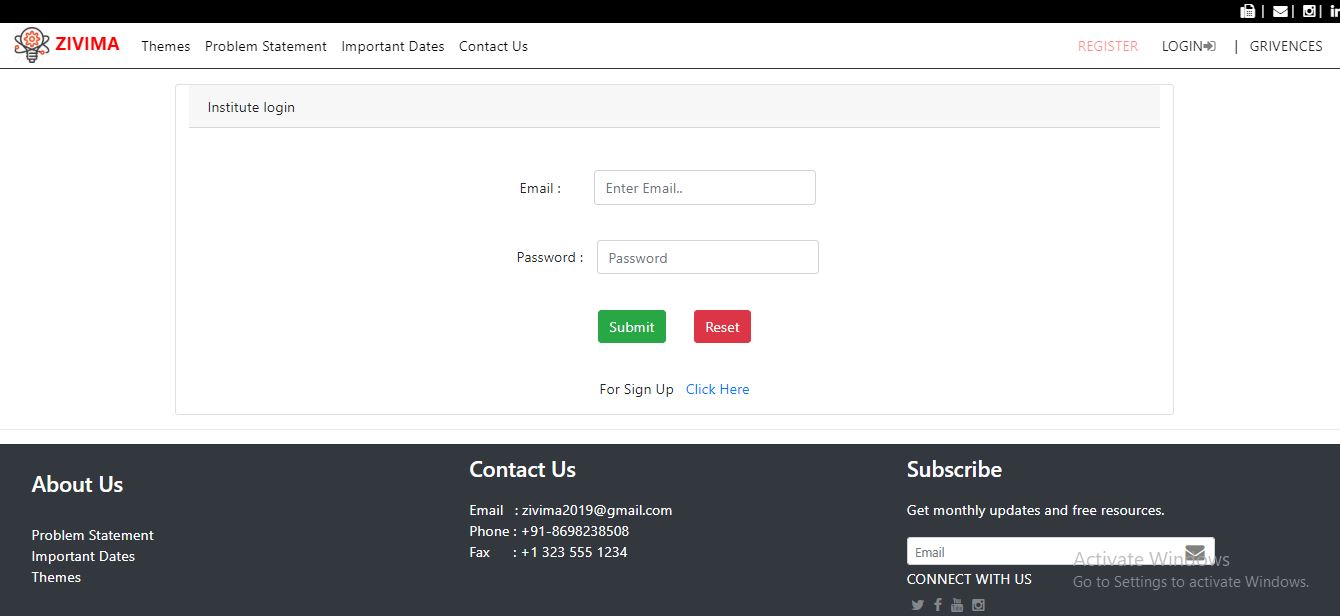 | | |
ZIVIMA Themes Problem Statement Important Dates Contact Us REGISTER LOGIN | GRIVENCES
Institute login
Email : Enter Email..
Password : Password
Submit Reset
For Sign Up Click Here
About Us
Problem Statement
Important Dates
Themes
Contact Us
Email : zivima2019@gmail.com
Phone : +91-8698238508
Fax : +1 323 555 1234
Subscribe
Get monthly updates and free resources.
Email
CONNECT WITH US
Activate Windows
Go to Settings to activate Windows.